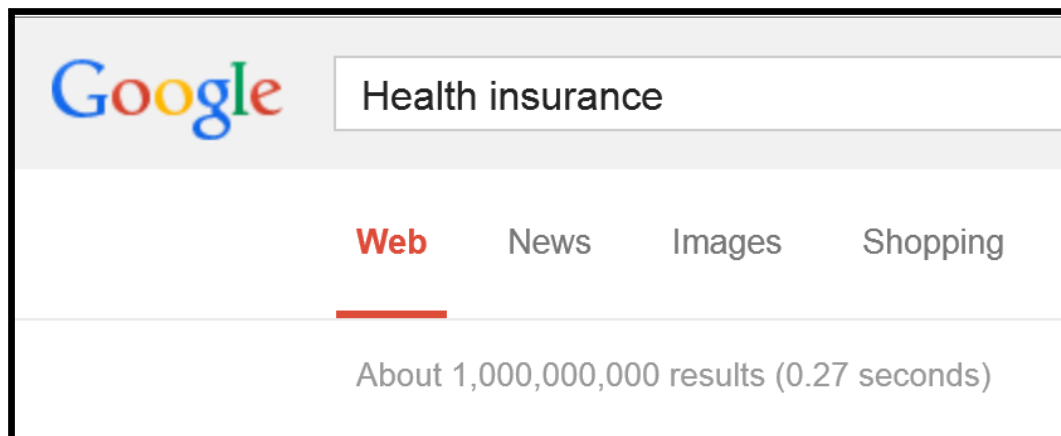 Google Health insurance
Web News Images Shopping
About 1,000,000,000 results (0.27 seconds)